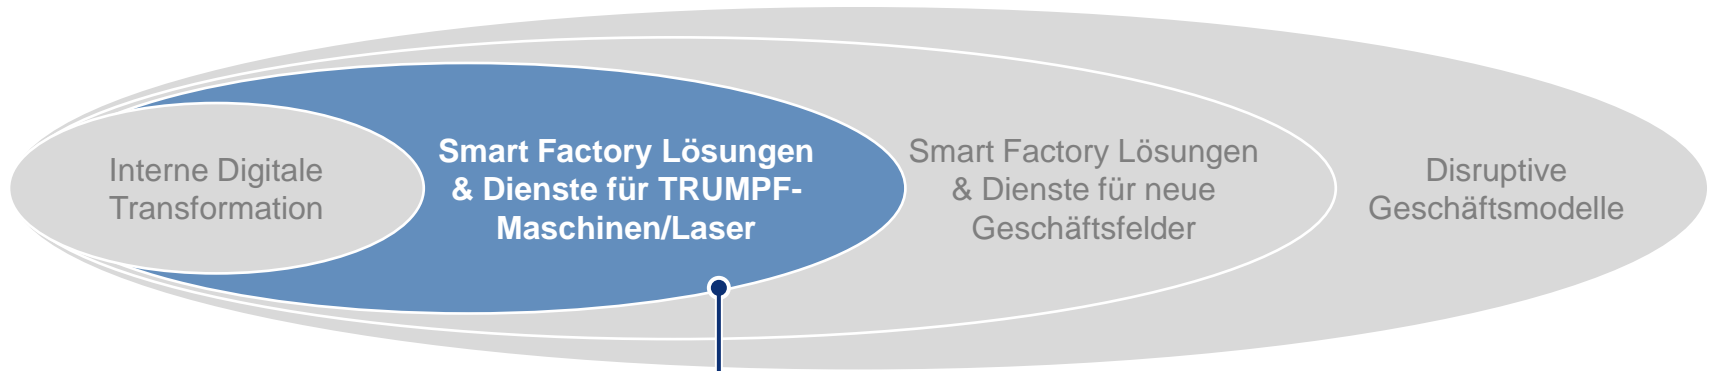 Interne Digitale
Transformation
Smart Factory Lösungen
& Dienste für TRUMPF-
Maschinen/Laser
Smart Factory Lösungen
& Dienste für neue
Geschäftsfelder
Disruptive
Geschäftsmodelle